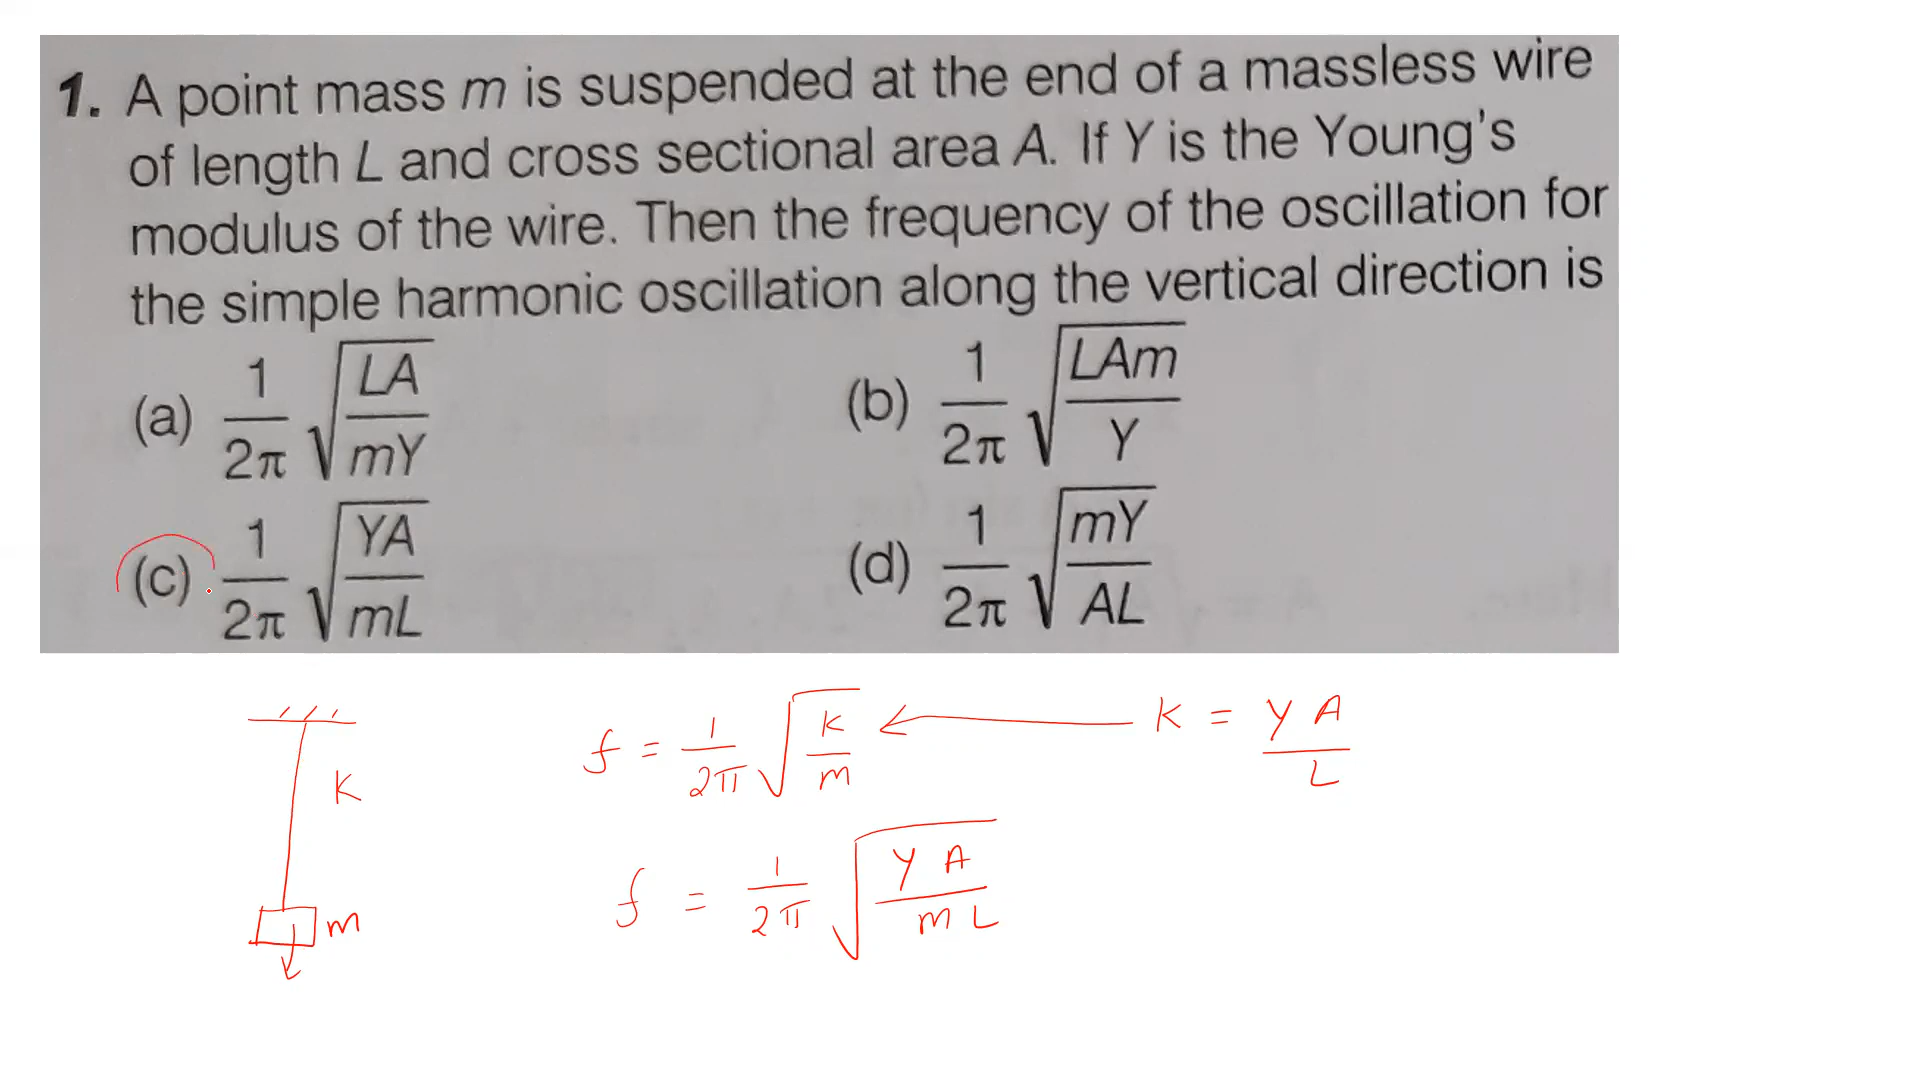 1. A point mass m is suspended at the end of a massless wire
of length L and cross sectional area A. If Y is the Young's
modulus of the wire. Then the frequency of the oscillation for
the simple harmonic oscillation along the vertical direction is
(a) 1/2π √(LA/mY) (b) 1/2π √(LAm/Y)
(c) 1/2π √(YA/mL) (d) 1/2π √(mY/AL)
f = 1/2π √(k/m) ← k = YA/L
k
f = 1/2π √(YA/mL)
m